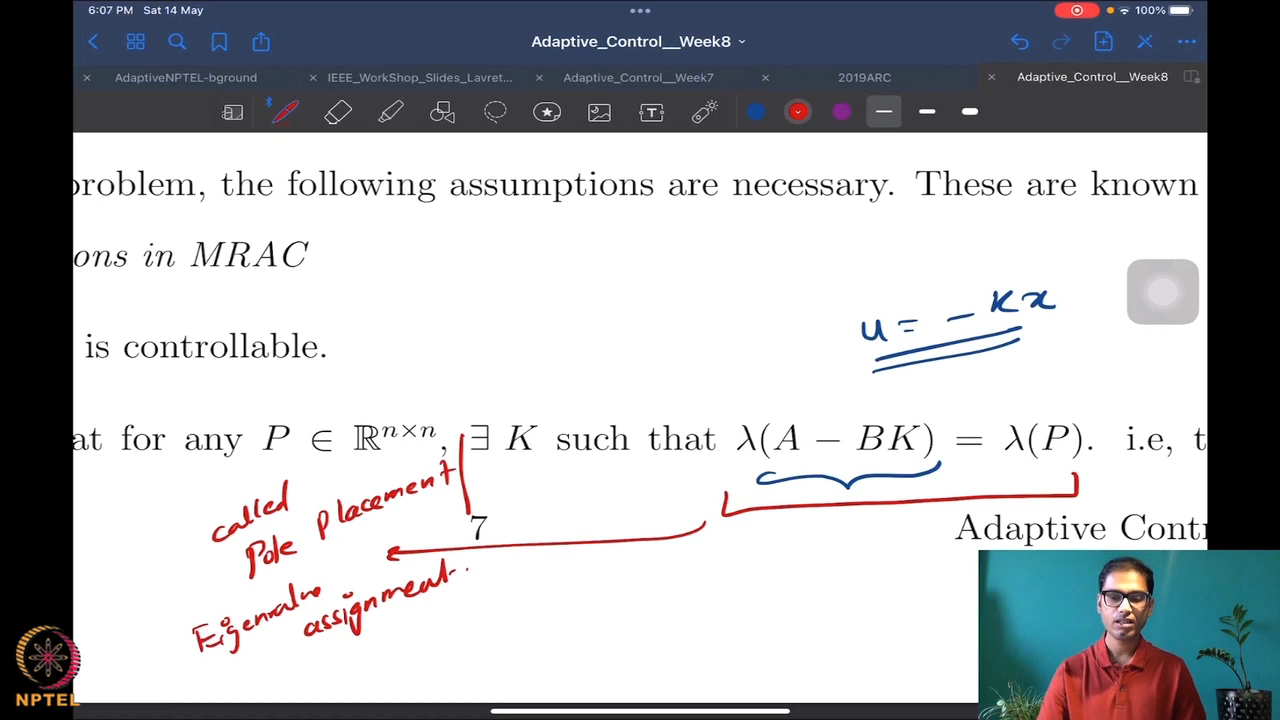 6:07 PM Sat 14 May
100%
Adaptive_Control__Week8
AdaptiveNPTEL-bground
IEEE_WorkShop_Slides_Lavret...
Adaptive_Control__Week7
2019ARC
Adaptive_Control__Week8
problem, the following assumptions are necessary. These are known
ons in MRAC
u = - Kx
is controllable.
at for any P ∈ ℝⁿˣⁿ, ∃ K such that λ(A − BK) = λ(P). i.e, t
called
Pole placement
7
Adaptive Contr
Eigenvalue
assignment.
NPTEL